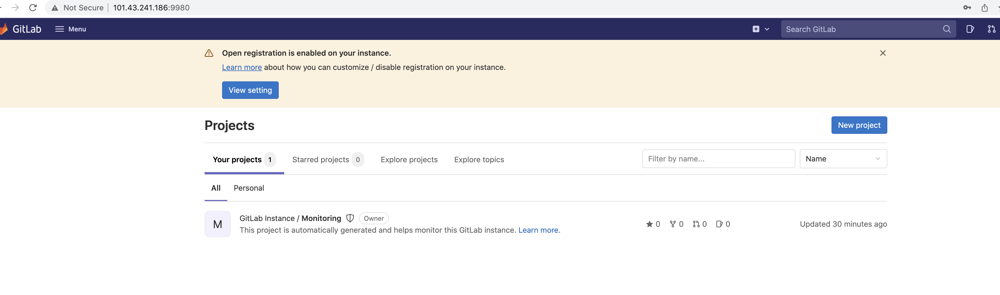 Not Secure 101.43.241.186:9980
GitLab Menu Search GitLab
Open registration is enabled on your instance.
Learn more about how you can customize / disable registration on your instance.
View setting
Projects New project
Your projects 1 Starred projects 0 Explore projects Explore topics Filter by name... Name
All Personal
M GitLab Instance / Monitoring Owner
This project is automatically generated and helps monitor this GitLab instance. Learn more.
0 0 0 0 Updated 30 minutes ago